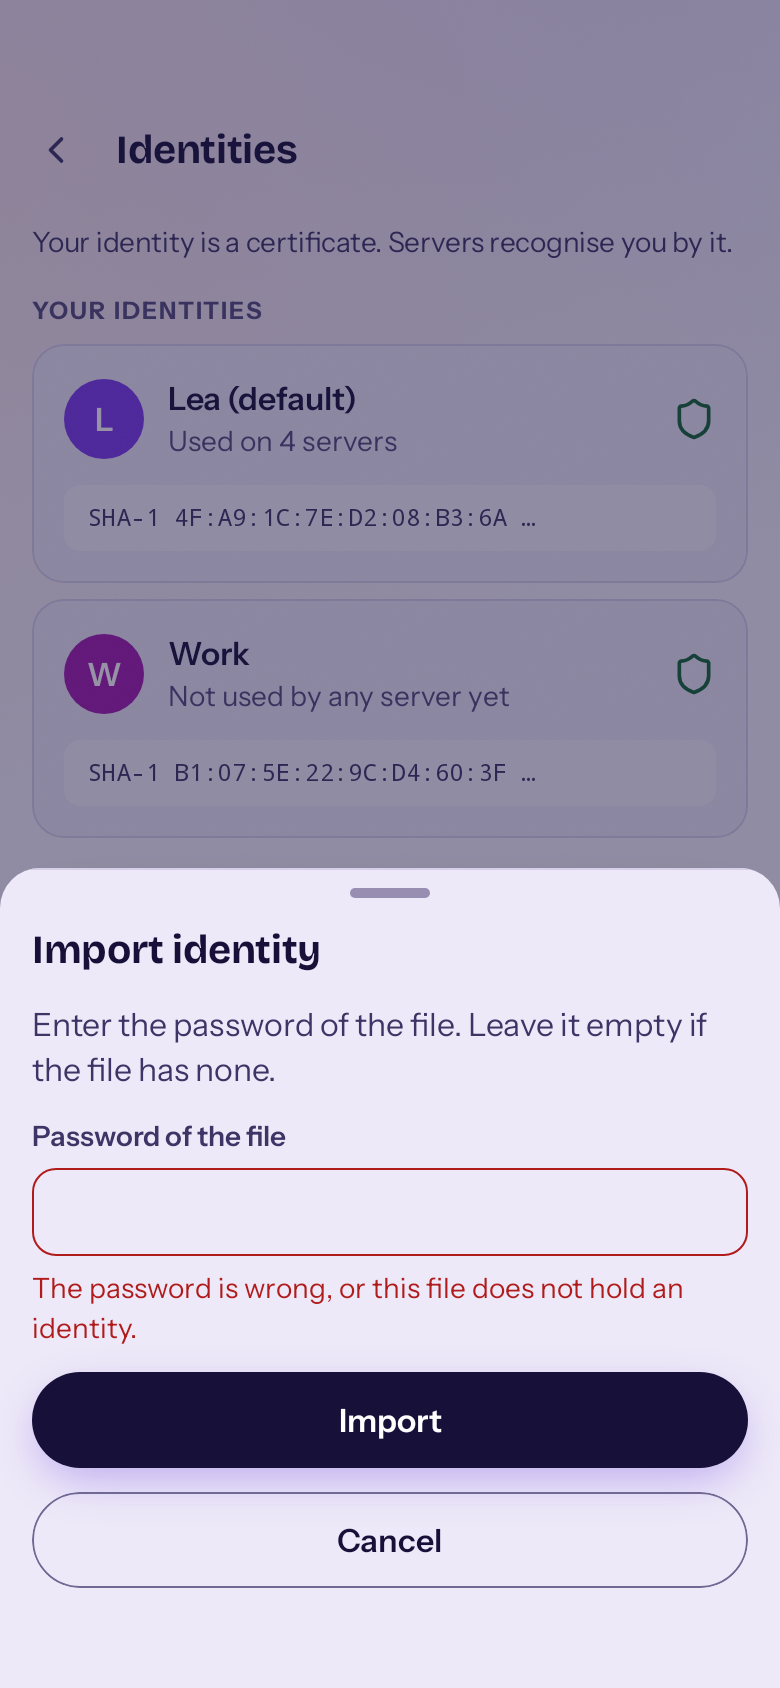 Identities
Your identity is a certificate. Servers recognise you by it.
YOUR IDENTITIES
L
Lea (default)
Used on 4 servers
SHA-1 4F:A9:1C:7E:D2:08:B3:6A …
W
Work
Not used by any server yet
SHA-1 B1:07:5E:22:9C:D4:60:3F …
Import identity
Enter the password of the file. Leave it empty if
the file has none.
Password of the file
The password is wrong, or this file does not hold an
identity.
Import
Cancel